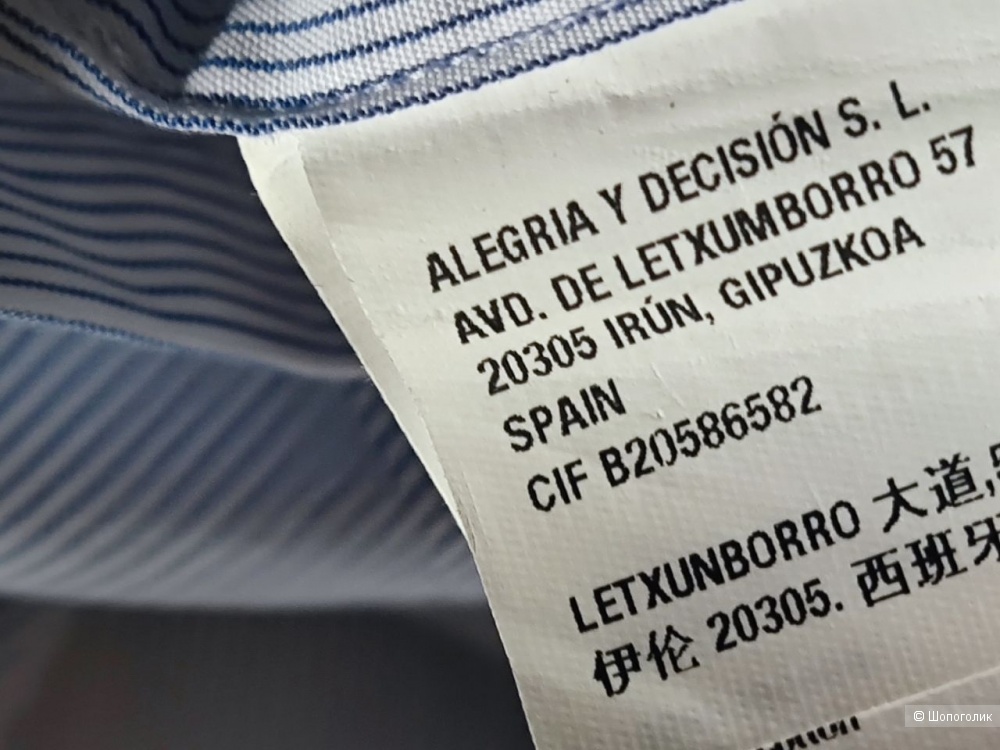 ALEGRIA Y DECISIÓN S. L.
AVD. DE LETXUMBORRO 57
20305 IRÚN, GIPUZKOA
SPAIN
CIF B20586582
LETXUNBORRO 大道,
伊伦 20305. 西班牙
© Шопоголик